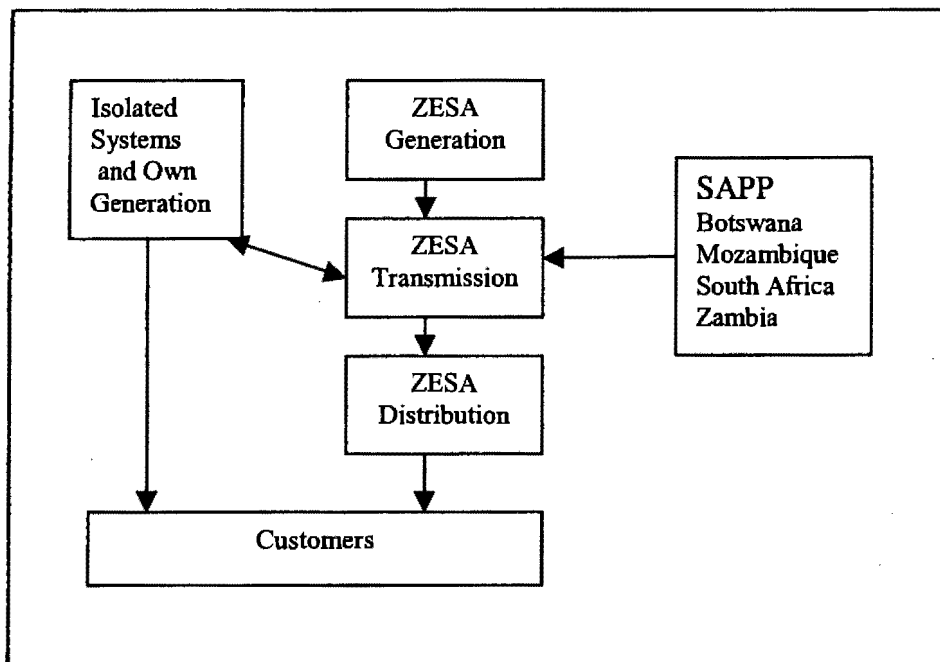 Isolated
Systems
and Own
Generation
ZESA
Generation
SAPP
Botswana
Mozambique
South Africa
Zambia
ZESA
Transmission
ZESA
Distribution
Customers